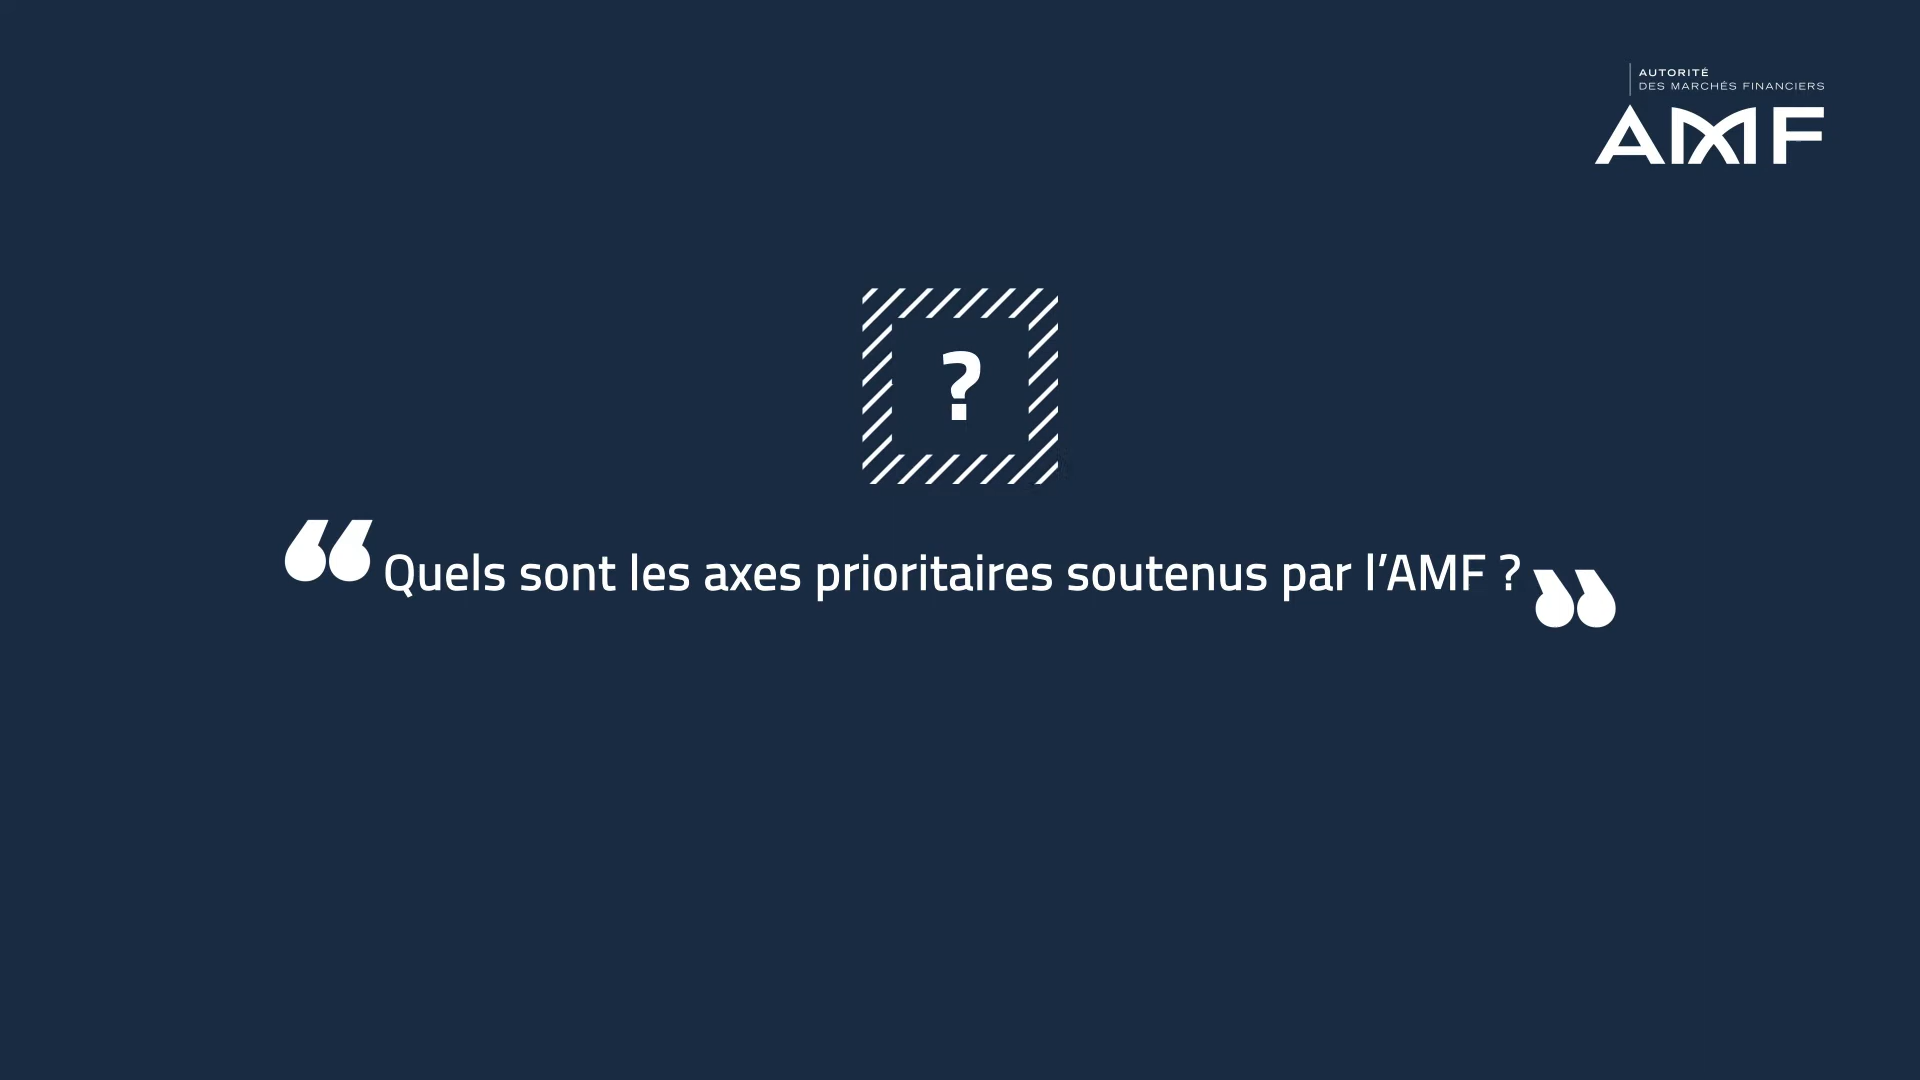 AUTORITÉ
DES MARCHÉS FINANCIERS
AMF
?
“Quels sont les axes prioritaires soutenus par l’AMF ?”